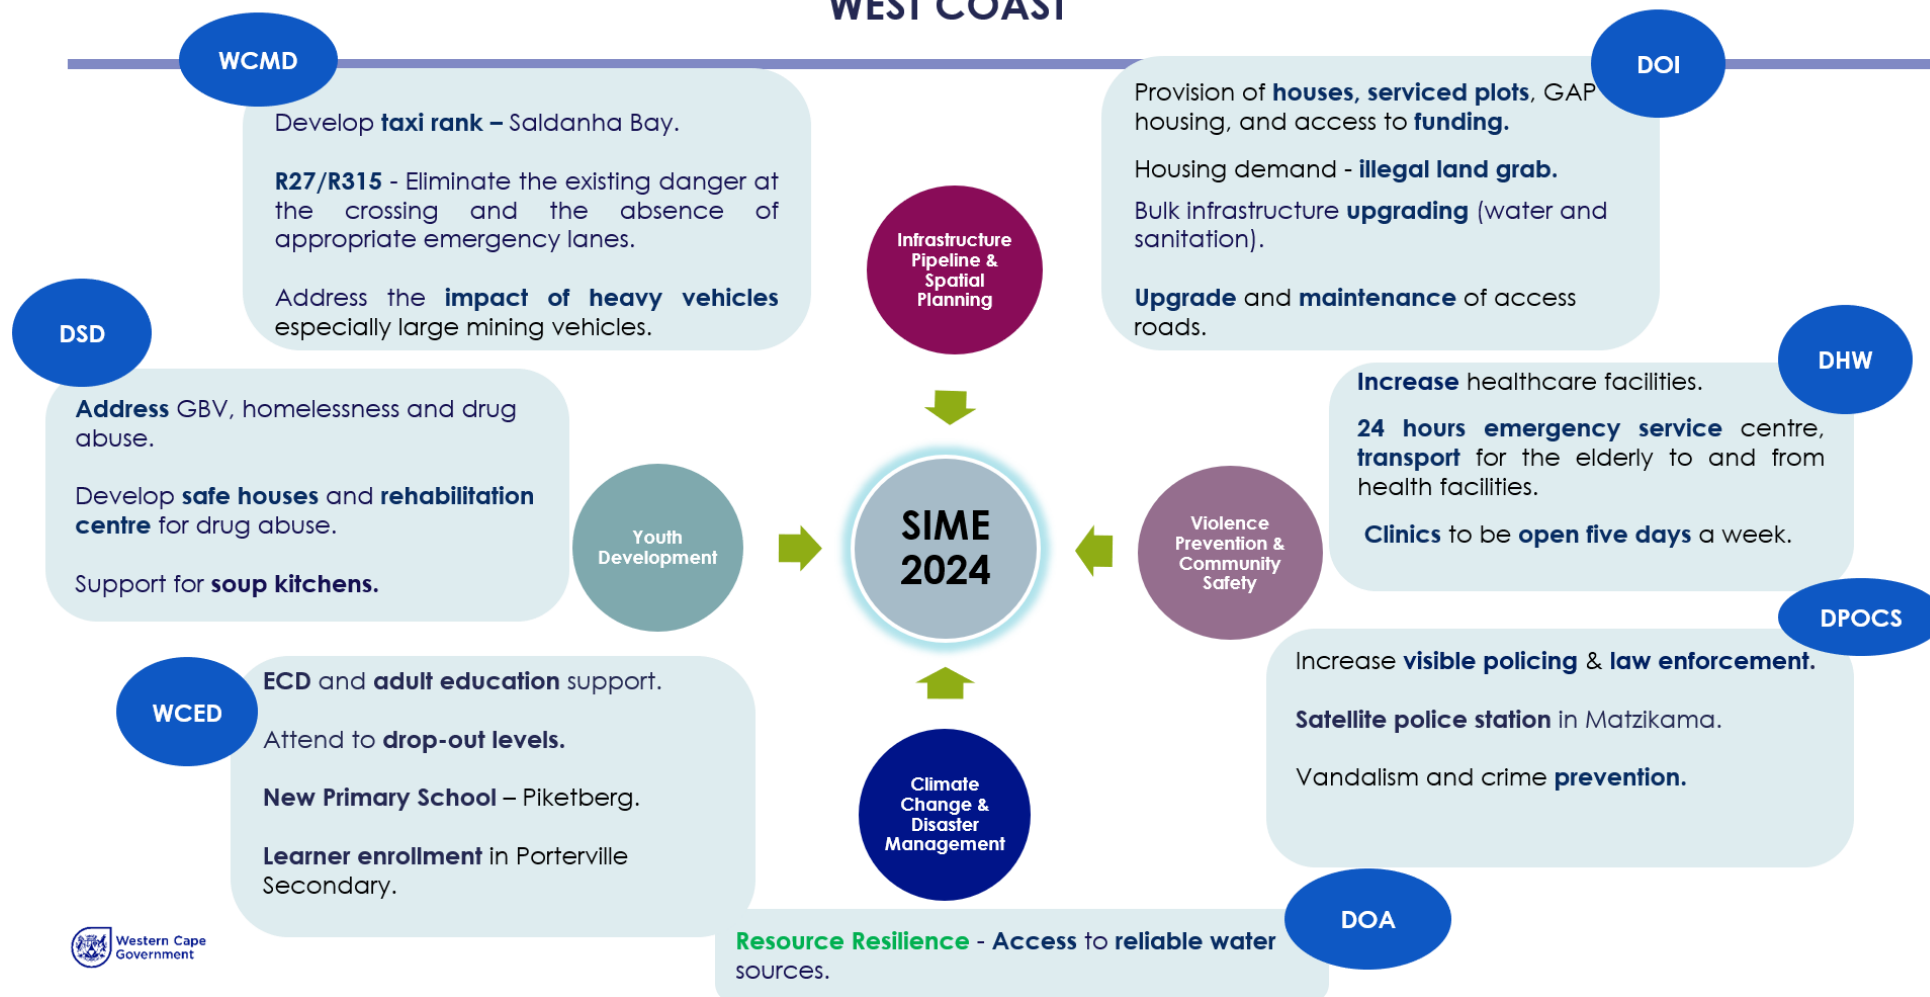 WEST COAST
WCMD
Develop taxi rank – Saldanha Bay.
R27/R315 - Eliminate the existing danger at
the crossing and the absence of
appropriate emergency lanes.
Address the impact of heavy vehicles
especially large mining vehicles.
DOI
Provision of houses, serviced plots, GAP
housing, and access to funding.
Housing demand - illegal land grab.
Bulk infrastructure upgrading (water and
sanitation).
Upgrade and maintenance of access
roads.
Infrastructure
Pipeline &
Spatial
Planning
DSD
Address GBV, homelessness and drug
abuse.
Develop safe houses and rehabilitation
centre for drug abuse.
Support for soup kitchens.
Youth
Development
SIME
2024
Violence
Prevention &
Community
Safety
DHW
Increase healthcare facilities.
24 hours emergency service centre,
transport for the elderly to and from
health facilities.
Clinics to be open five days a week.
WCED
ECD and adult education support.
Attend to drop-out levels.
New Primary School – Piketberg.
Learner enrollment in Porterville
Secondary.
Climate
Change &
Disaster
Management
DPOCS
Increase visible policing & law enforcement.
Satellite police station in Matzikama.
Vandalism and crime prevention.
DOA
Resource Resilience - Access to reliable water
sources.
Western Cape
Government